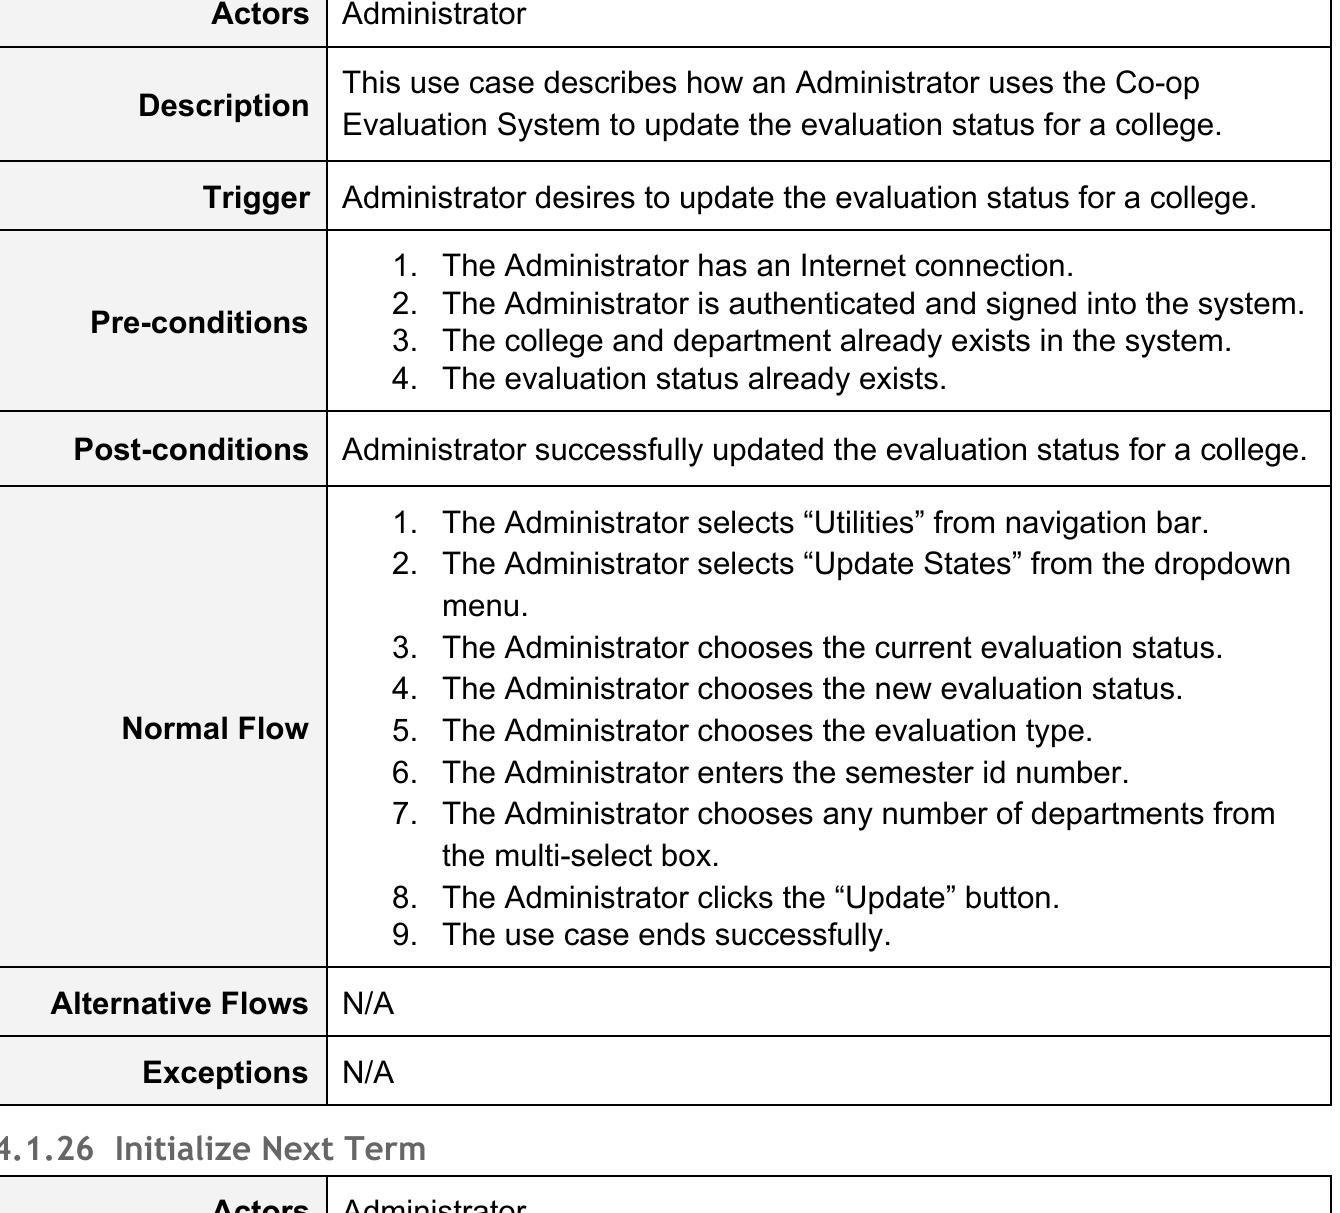 Actors Administrator
Description This use case describes how an Administrator uses the Co-op
Evaluation System to update the evaluation status for a college.
Trigger Administrator desires to update the evaluation status for a college.
Pre-conditions
1. The Administrator has an Internet connection.
2. The Administrator is authenticated and signed into the system.
3. The college and department already exists in the system.
4. The evaluation status already exists.
Post-conditions Administrator successfully updated the evaluation status for a college.
Normal Flow
1. The Administrator selects “Utilities” from navigation bar.
2. The Administrator selects “Update States” from the dropdown
menu.
3. The Administrator chooses the current evaluation status.
4. The Administrator chooses the new evaluation status.
5. The Administrator chooses the evaluation type.
6. The Administrator enters the semester id number.
7. The Administrator chooses any number of departments from
the multi-select box.
8. The Administrator clicks the “Update” button.
9. The use case ends successfully.
Alternative Flows N/A
Exceptions N/A
4.1.26 Initialize Next Term
Actors Administrator